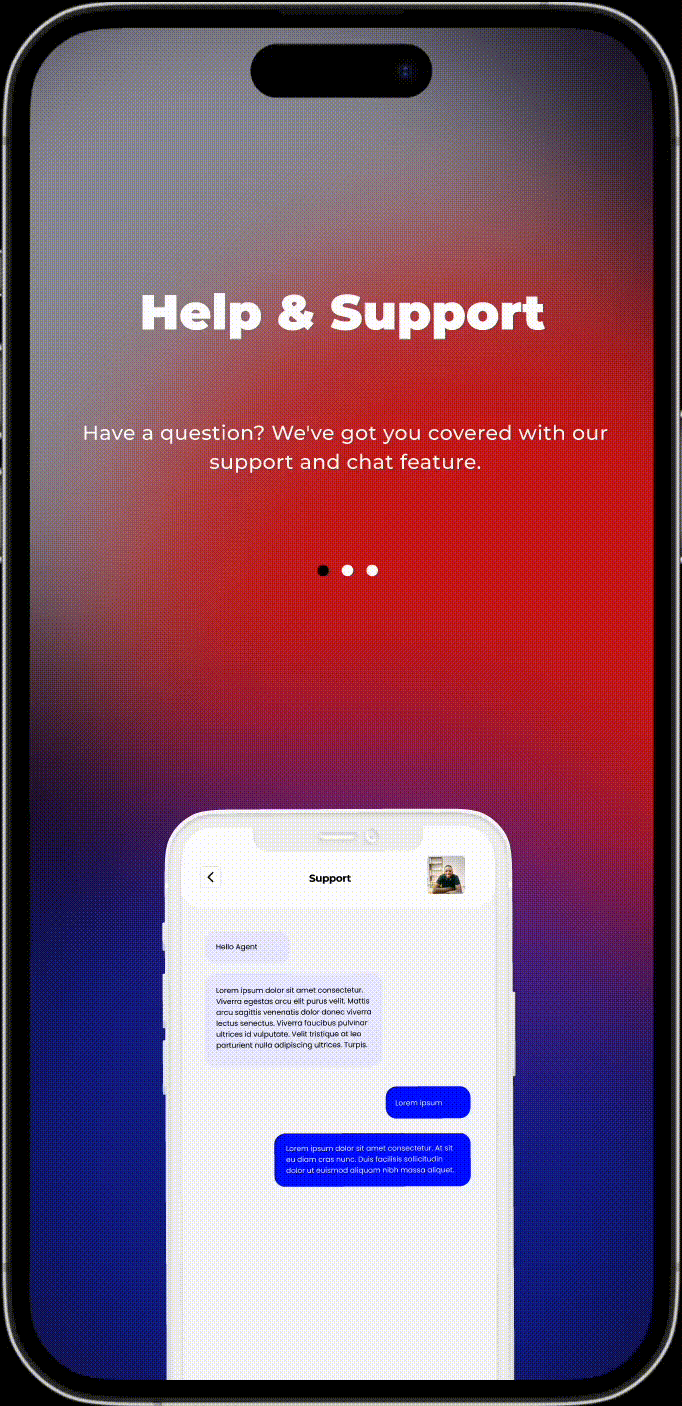 Help & Support
Have a question? We've got you covered with our
support and chat feature.
Support
Hello Agent
Lorem ipsum dolor sit amet consectetur.
Viverra egestas arcu elit purus velit. Mattis
arcu sagittis venenatis dolor donec viverra
lectus senectus. Viverra faucibus pulvinar
ultrices id vulputate. Velit tristique at leo
parturient nulla adipiscing ultrices. Turpis.
Lorem ipsum
Lorem ipsum dolor sit amet consectetur. At sit
eu diam cras nunc. Duis facilisis sollicitudin
dolor ut euismod aliquam nibh massa aliquet.